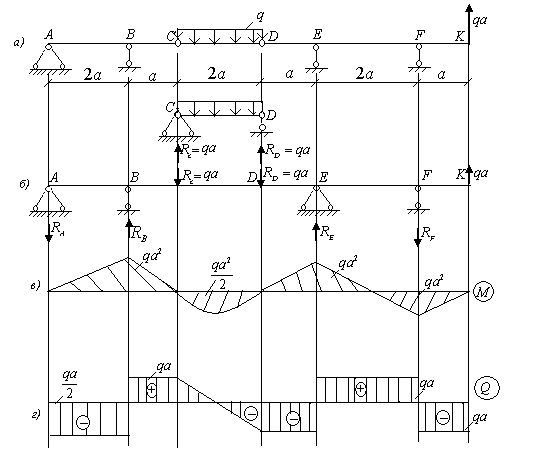 q
qa
а) A B C D E F K
2a a 2a a 2a a
C D
R_C=qa R_D=qa
R_C=qa R_D=qa
qa
б) A B D E F K
R_A R_B R_E R_F
в) qa² qa²/2 qa² qa² M
г) qa/2 qa qa Q
− + − − + −
qa